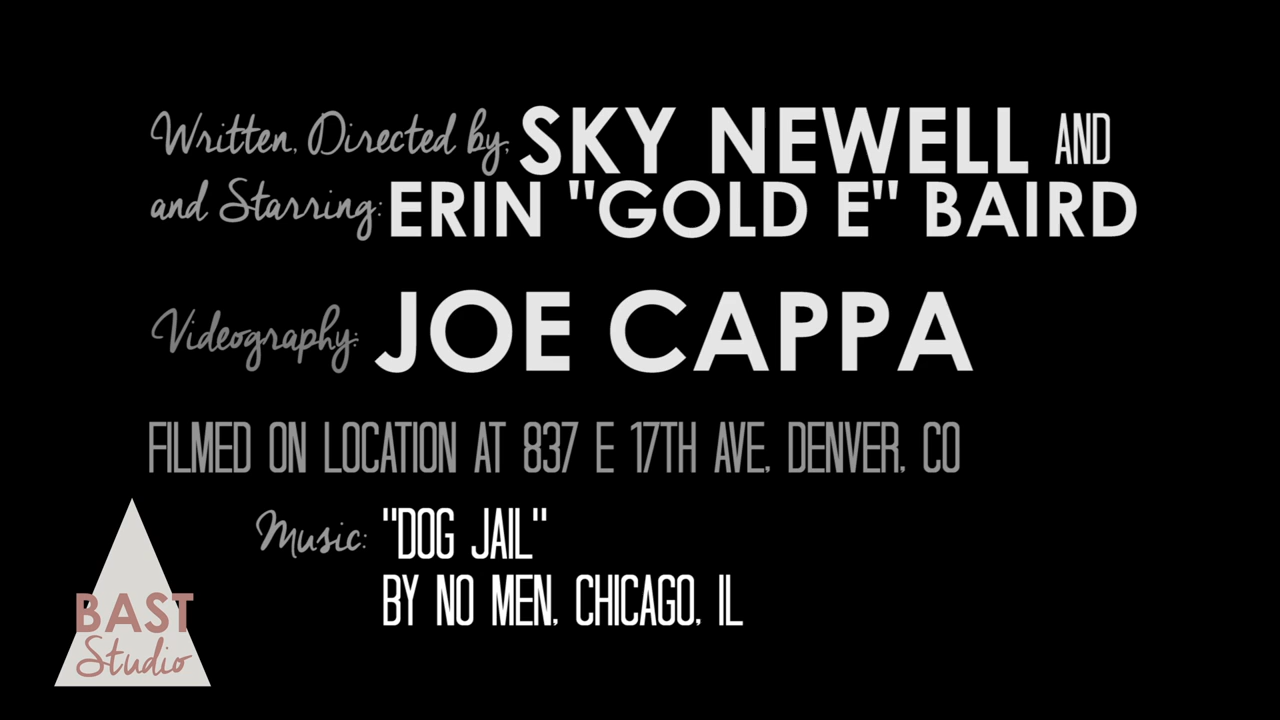 Written, Directed by, SKY NEWELL AND
and Starring: ERIN "GOLD E" BAIRD
Videography: JOE CAPPA
FILMED ON LOCATION AT 837 E 17TH AVE, DENVER, CO
Music: "DOG JAIL"
BY NO MEN, CHICAGO, IL
BAST
Studio